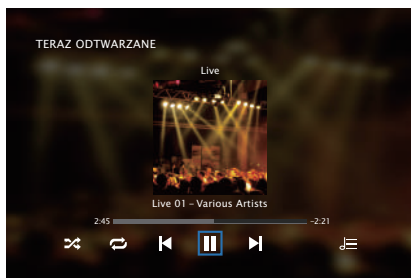 TERAZ ODTWARZANE
Live
Live 01 – Various Artists
2:45 -2:21